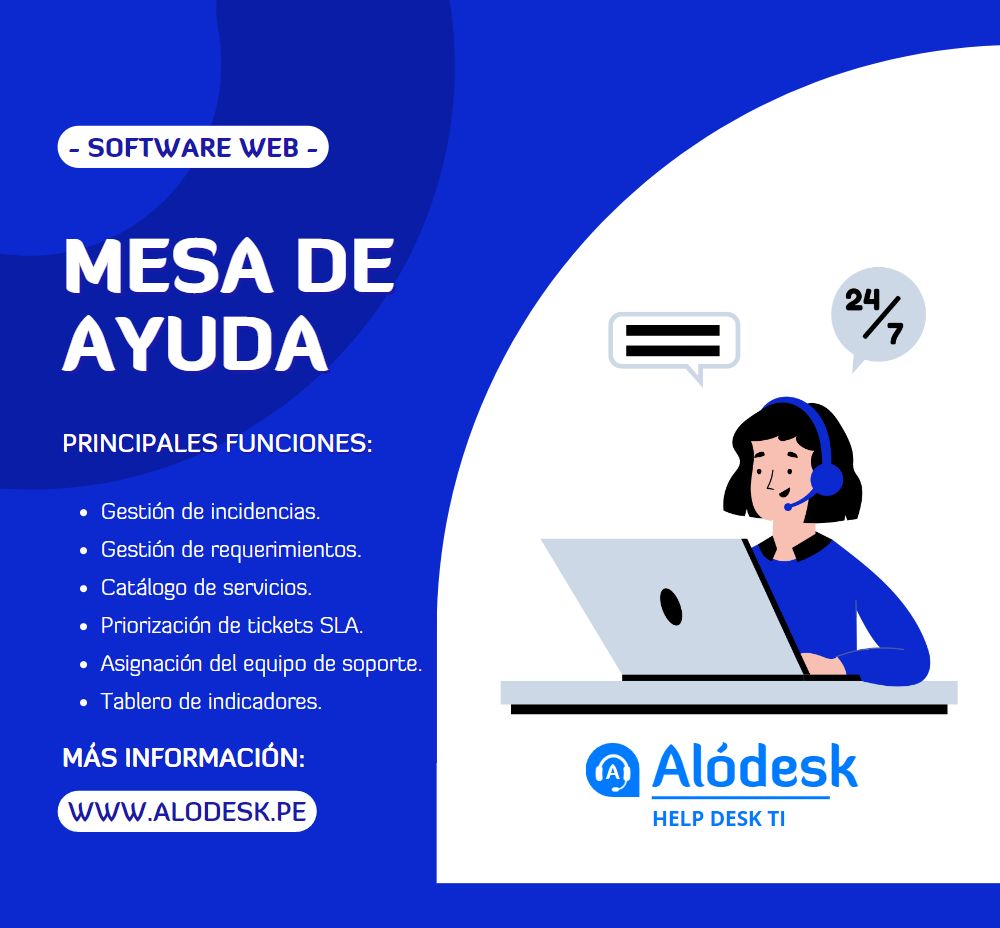 - SOFTWARE WEB -
MESA DE
AYUDA
PRINCIPALES FUNCIONES:
• Gestión de incidencias.
• Gestión de requerimientos.
• Catálogo de servicios.
• Priorización de tickets SLA.
• Asignación del equipo de soporte.
• Tablero de indicadores.
MÁS INFORMACIÓN:
WWW.ALODESK.PE
24/7
A
Alódesk
HELP DESK TI